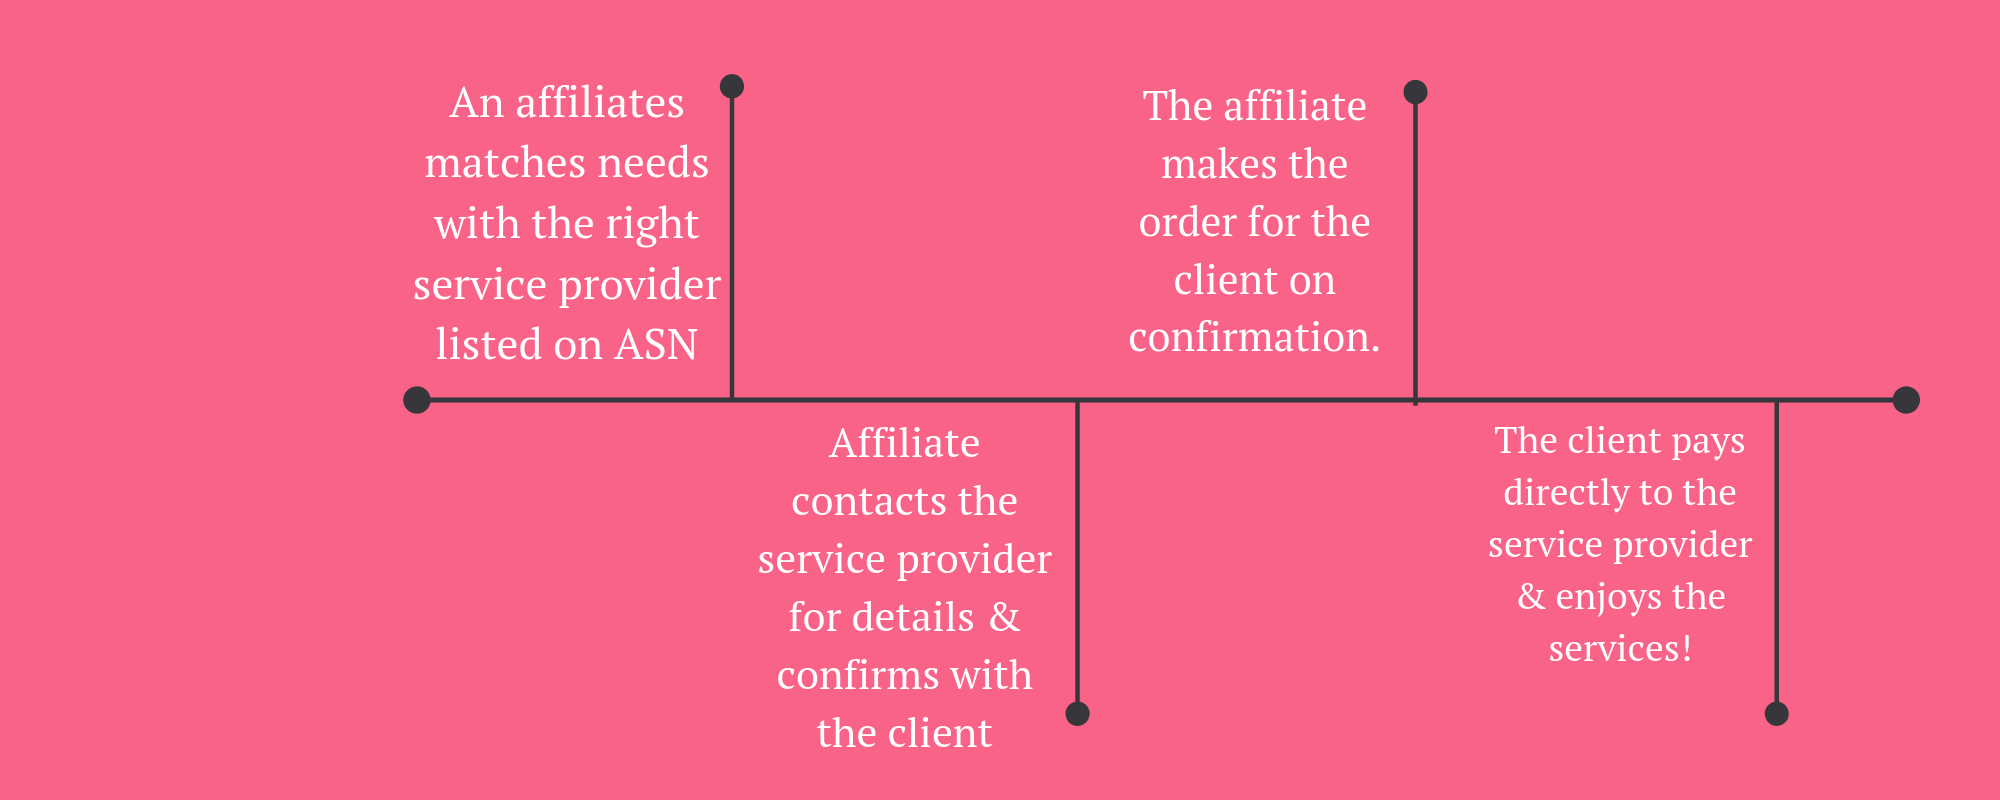 An affiliates
matches needs
with the right
service provider
listed on ASN
Affiliate
contacts the
service provider
for details &
confirms with
the client
The affiliate
makes the
order for the
client on
confirmation.
The client pays
directly to the
service provider
& enjoys the
services!